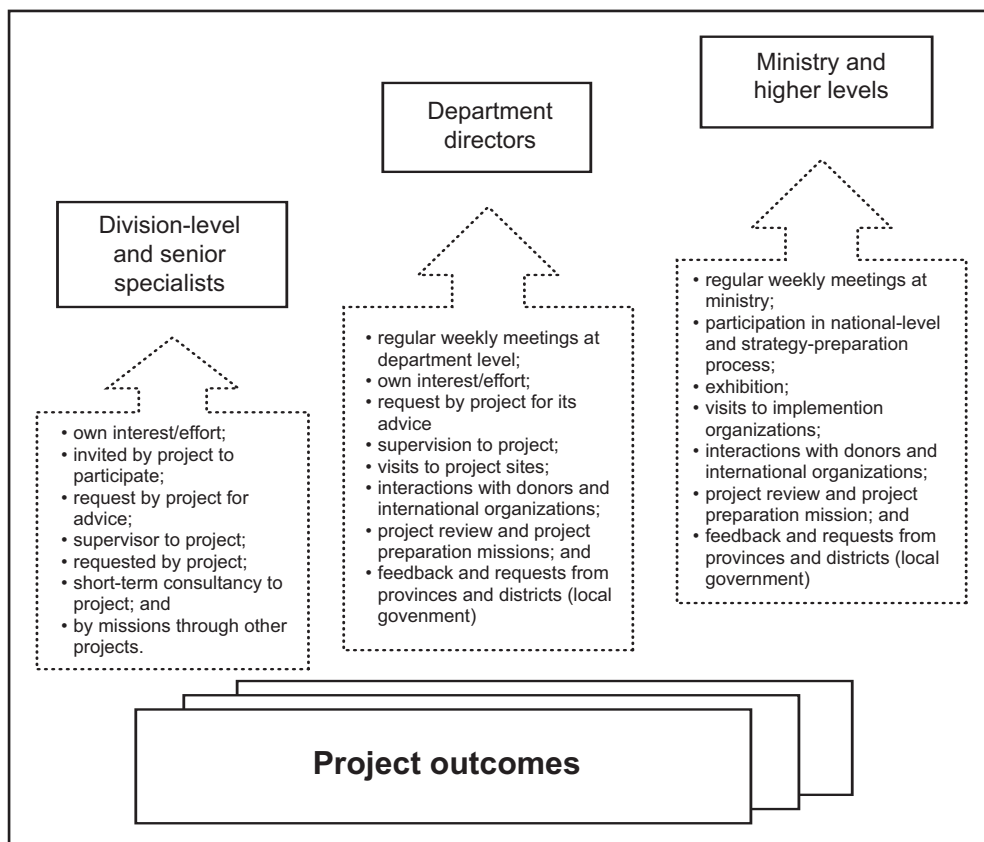 Ministry and
higher levels
Department
directors
Division-level
and senior
specialists
• regular weekly meetings at
ministry;
• participation in national-level
and strategy-preparation
process;
• exhibition;
• visits to implemention
organizations;
• interactions with donors and
international organizations;
• project review and project
preparation mission; and
• feedback and requests from
provinces and districts (local
government)
• regular weekly meetings at
department level;
• own interest/effort;
• request by project for its
advice
• supervision to project;
• visits to project sites;
• interactions with donors and
international organizations;
• project review and project
preparation missions; and
• feedback and requests from
provinces and districts (local
govenment)
• own interest/effort;
• invited by project to
participate;
• request by project for
advice;
• supervisor to project;
• requested by project;
• short-term consultancy to
project; and
• by missions through other
projects.
Project outcomes